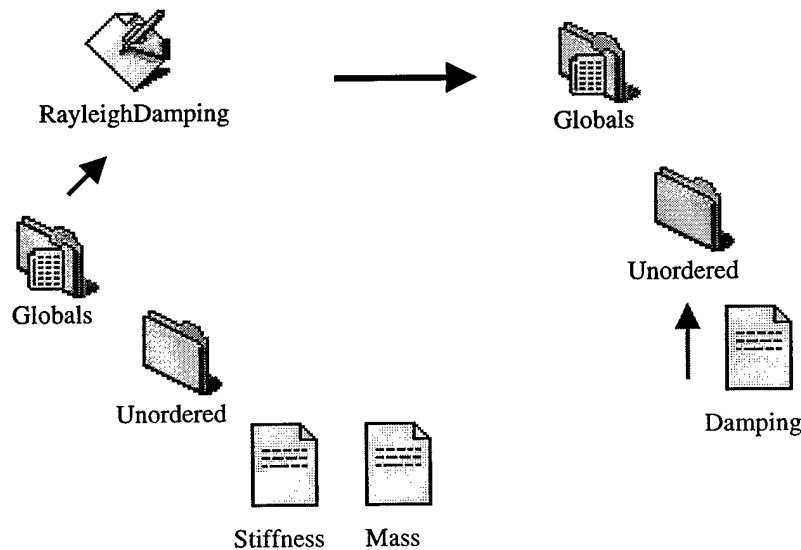 RayleighDamping
Globals
Globals
Unordered
Unordered
Damping
Stiffness
Mass